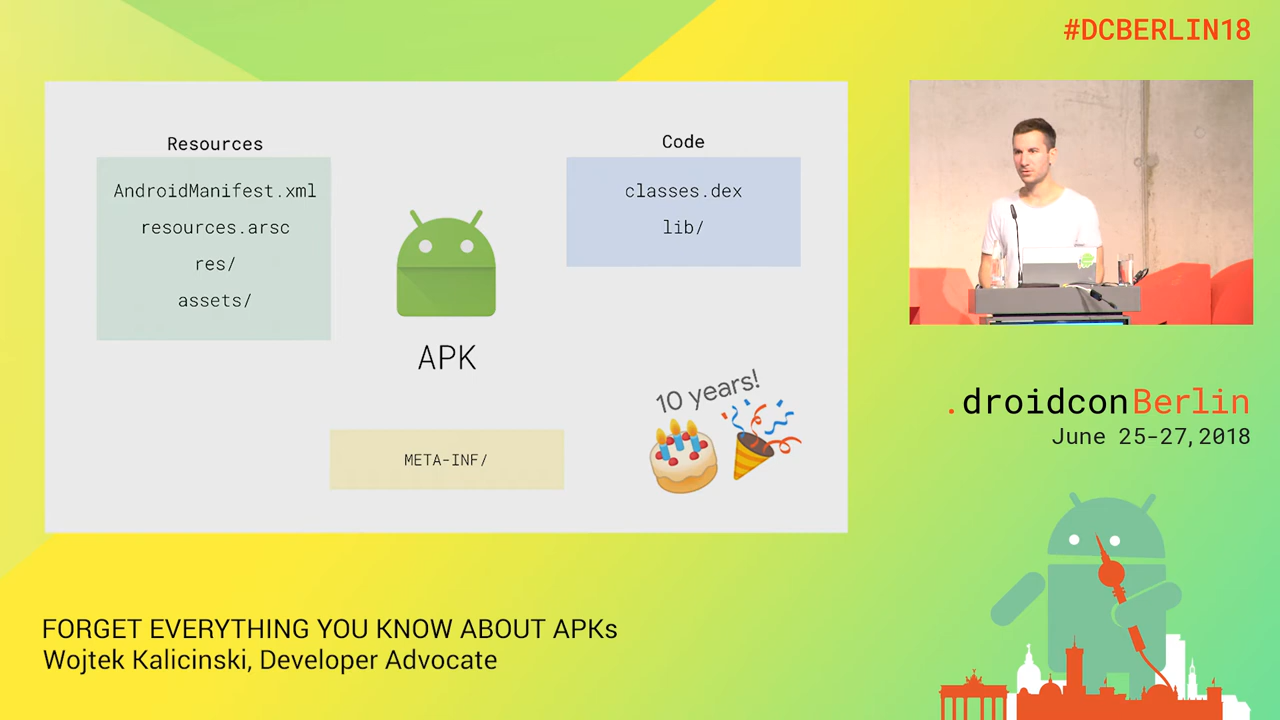 #DCBERLIN18
Resources
AndroidManifest.xml
resources.arsc
res/
assets/
APK
Code
classes.dex
lib/
META-INF/
10 years!
.droidconBerlin
June 25-27,2018
FORGET EVERYTHING YOU KNOW ABOUT APKs
Wojtek Kalicinski, Developer Advocate